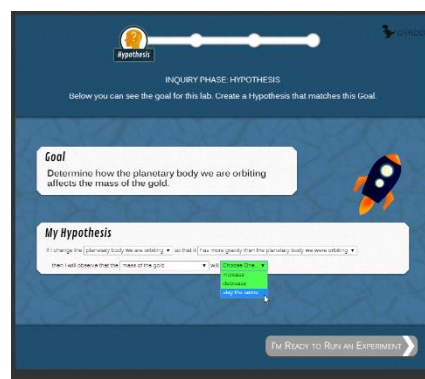 Hypothesis
INQUIRY PHASE: HYPOTHESIS
Below you can see the goal for this lab. Create a Hypothesis that matches this Goal.
Goal
Determine how the planetary body we are orbiting
affects the mass of the gold.
My Hypothesis
If I change the planetary body we are orbiting so that it has more gravity than the planetary body we were orbiting ,
then I will observe that the mass of the gold will Choose One...
increase
decrease
stay the same
I'M READY TO RUN AN EXPERIMENT